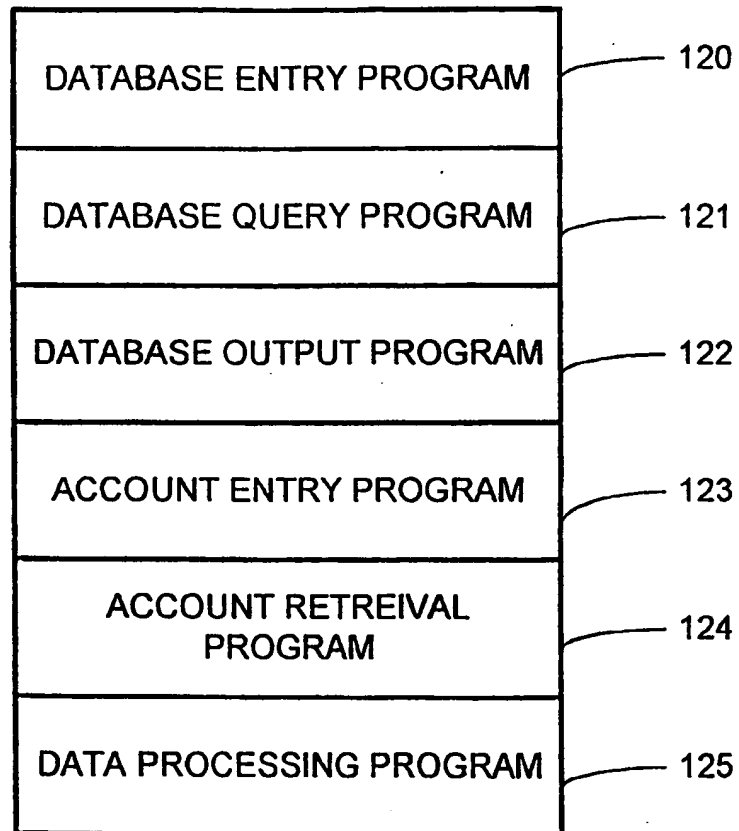 DATABASE ENTRY PROGRAM 120
DATABASE QUERY PROGRAM 121
DATABASE OUTPUT PROGRAM 122
ACCOUNT ENTRY PROGRAM 123
ACCOUNT RETREIVAL
PROGRAM 124
DATA PROCESSING PROGRAM 125